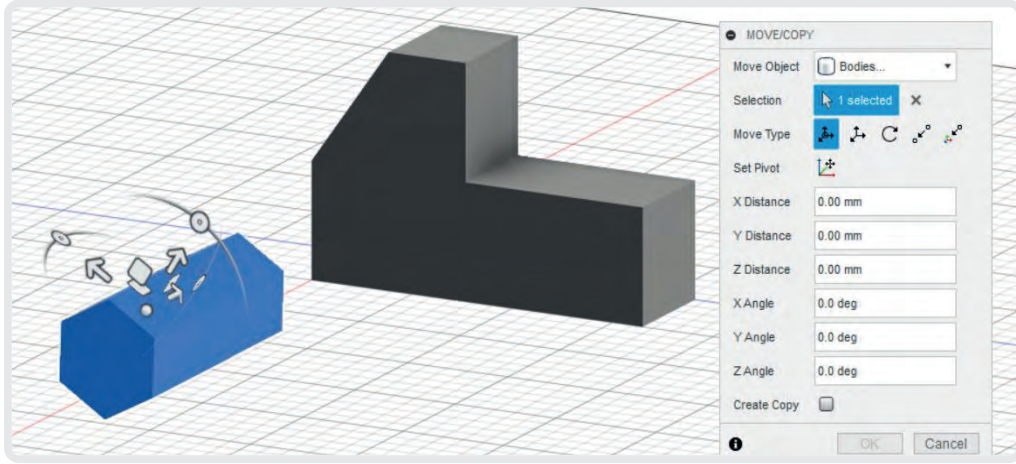 MOVE/COPY
Move Object Bodies...
Selection 1 selected
Move Type
Set Pivot
X Distance 0.00 mm
Y Distance 0.00 mm
Z Distance 0.00 mm
X Angle 0.0 deg
Y Angle 0.0 deg
Z Angle 0.0 deg
Create Copy
OK Cancel